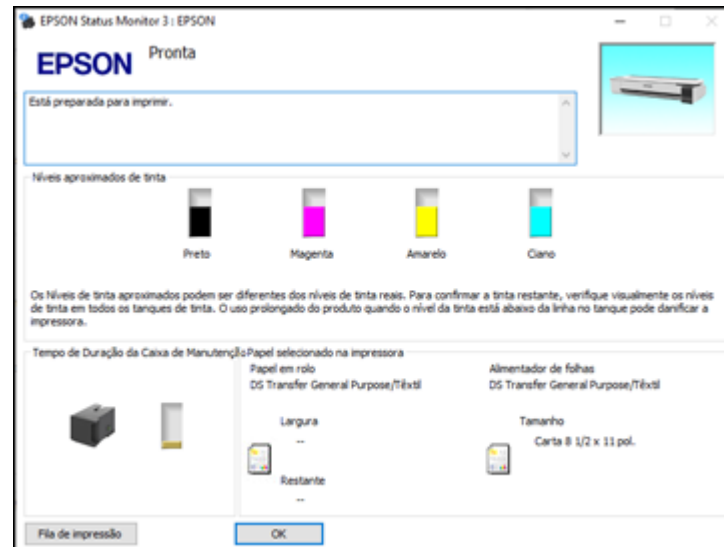 EPSON Status Monitor 3 : EPSON
EPSON
Pronta
Está preparada para imprimir.
Níveis aproximados de tinta
Preto
Magenta
Amarelo
Ciano
Os Níveis de tinta aproximados podem ser diferentes dos níveis de tinta reais. Para confirmar a tinta restante, verifique visualmente os níveis
de tinta em todos os tanques de tinta. O uso prolongado do produto quando o nível da tinta está abaixo da linha no tanque pode danificar a
impressora.
Tempo de Duração da Caixa de Manutenção
Papel selecionado na impressora
Papel em rolo
DS Transfer General Purpose/Têxtil
Largura
--
Restante
--
Alimentador de folhas
DS Transfer General Purpose/Têxtil
Tamanho
Carta 8 1/2 x 11 pol.
Fila de impressão
OK